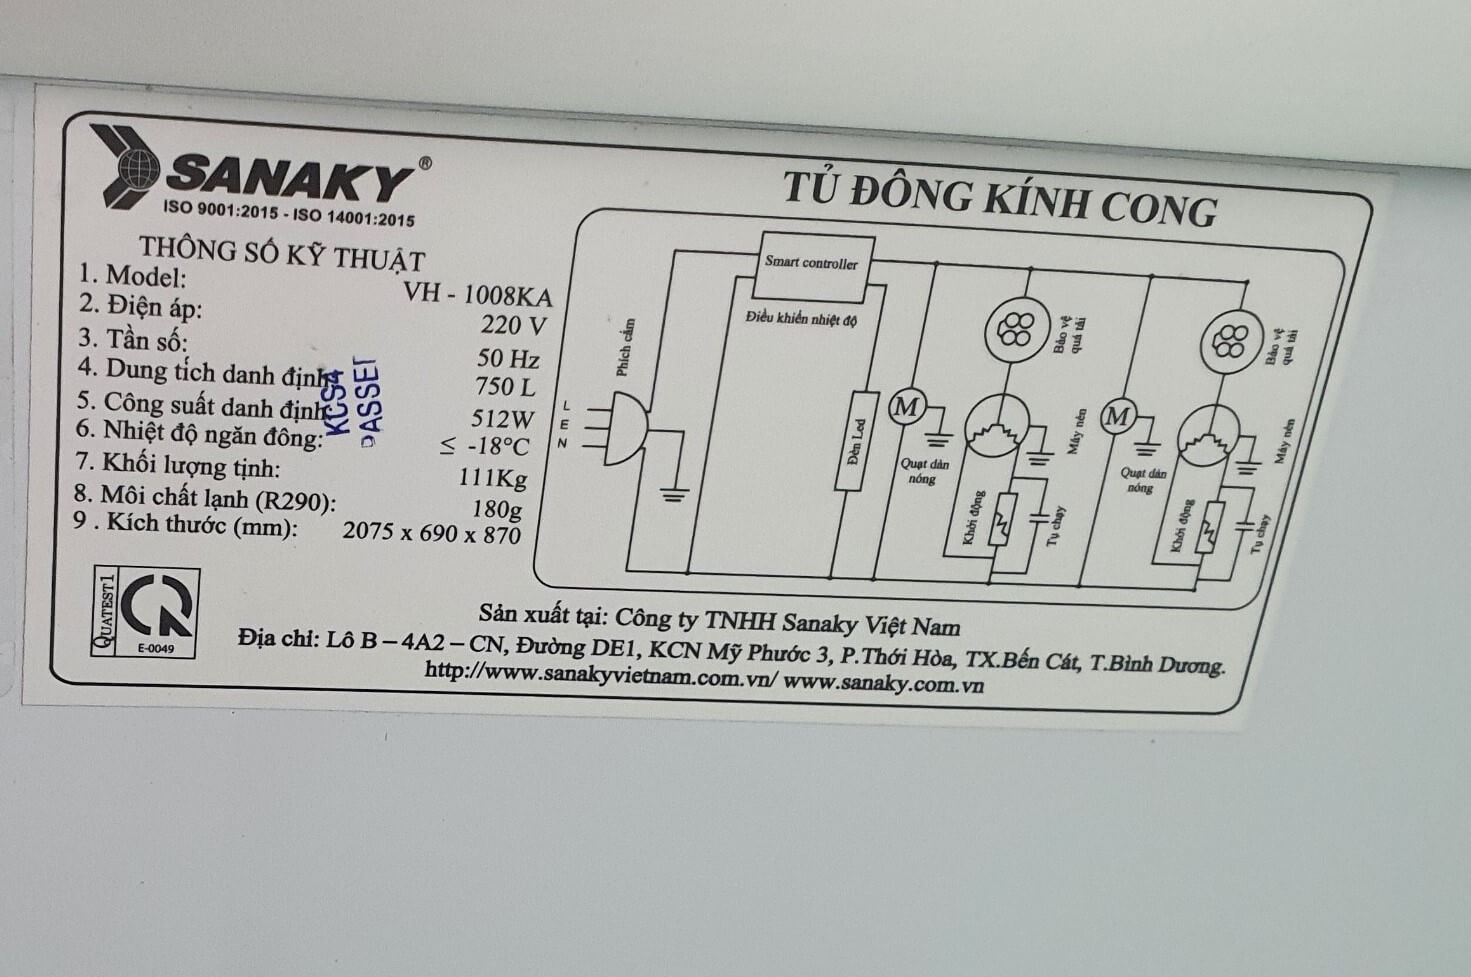 SANAKY®
ISO 9001:2015 - ISO 14001:2015
TỦ ĐÔNG KÍNH CONG
THÔNG SỐ KỸ THUẬT
1. Model: VH - 1008KA
2. Điện áp: 220 V
3. Tần số: 50 Hz
4. Dung tích danh định: 750 L
5. Công suất danh định: 512W
6. Nhiệt độ ngăn đông: ≤ -18°C
7. Khối lượng tịnh: 111Kg
8. Môi chất lạnh (R290): 180g
9 . Kích thước (mm): 2075 x 690 x 870
KCS4
PASSET
Smart controller
Điều khiển nhiệt độ
Phích cắm
L
E
N
Đèn Led
M
Quạt dàn
nóng
Bảo vệ
quá tải
Máy nén
Khởi động
Tụ chạy
M
Quạt dàn
nóng
Bảo vệ
quá tải
Máy nén
Khởi động
Tụ chạy
QUATEST1
E-0049
Sản xuất tại: Công ty TNHH Sanaky Việt Nam
Địa chỉ: Lô B – 4A2 – CN, Đường DE1, KCN Mỹ Phước 3, P.Thới Hòa, TX.Bến Cát, T.Bình Dương.
http://www.sanakyvietnam.com.vn/ www.sanaky.com.vn